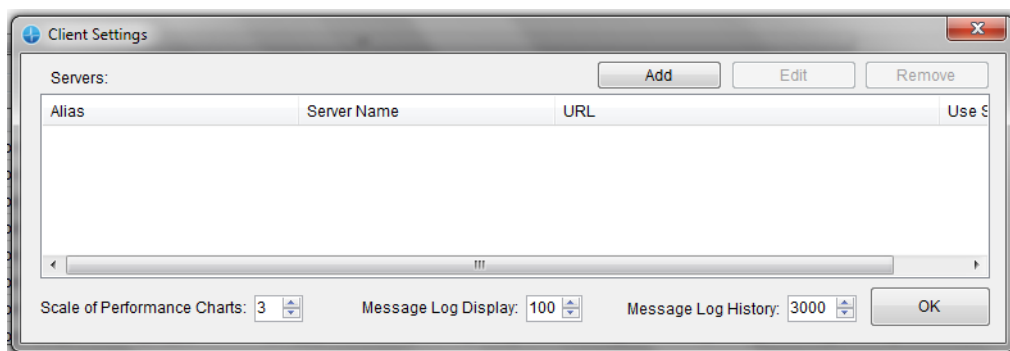 Client Settings
Servers: Add Edit Remove
Alias Server Name URL Use S
Scale of Performance Charts: 3 Message Log Display: 100 Message Log History: 3000 OK